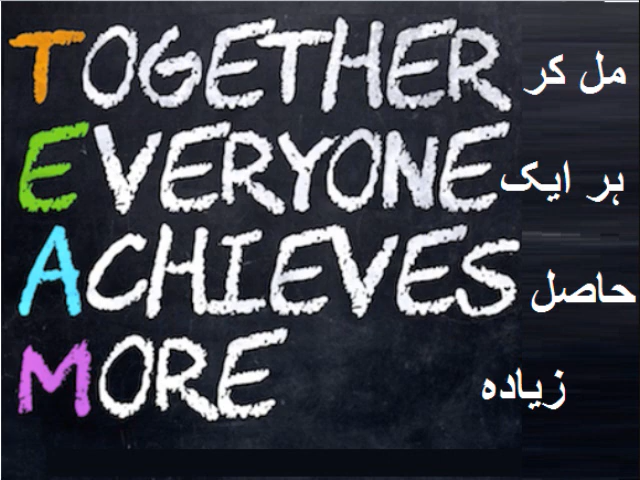 TOGETHER مل کر
EVERYONE ہر ایک
ACHIEVES حاصل
MORE زیادہ